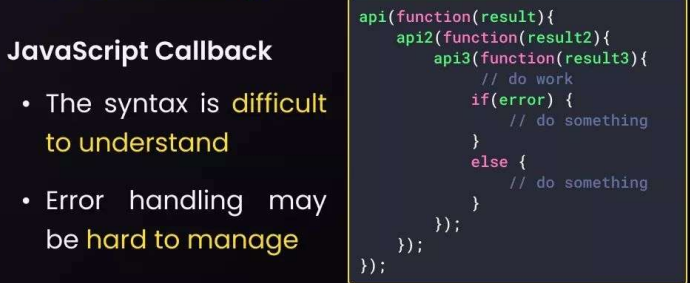 JavaScript Callback
• The syntax is difficult
to understand
• Error handling may
be hard to manage
api(function(result){
    api2(function(result2){
        api3(function(result3){
             // do work
            if(error) {
                // do something
            }
            else {
                // do something
            }
        });
    });
});